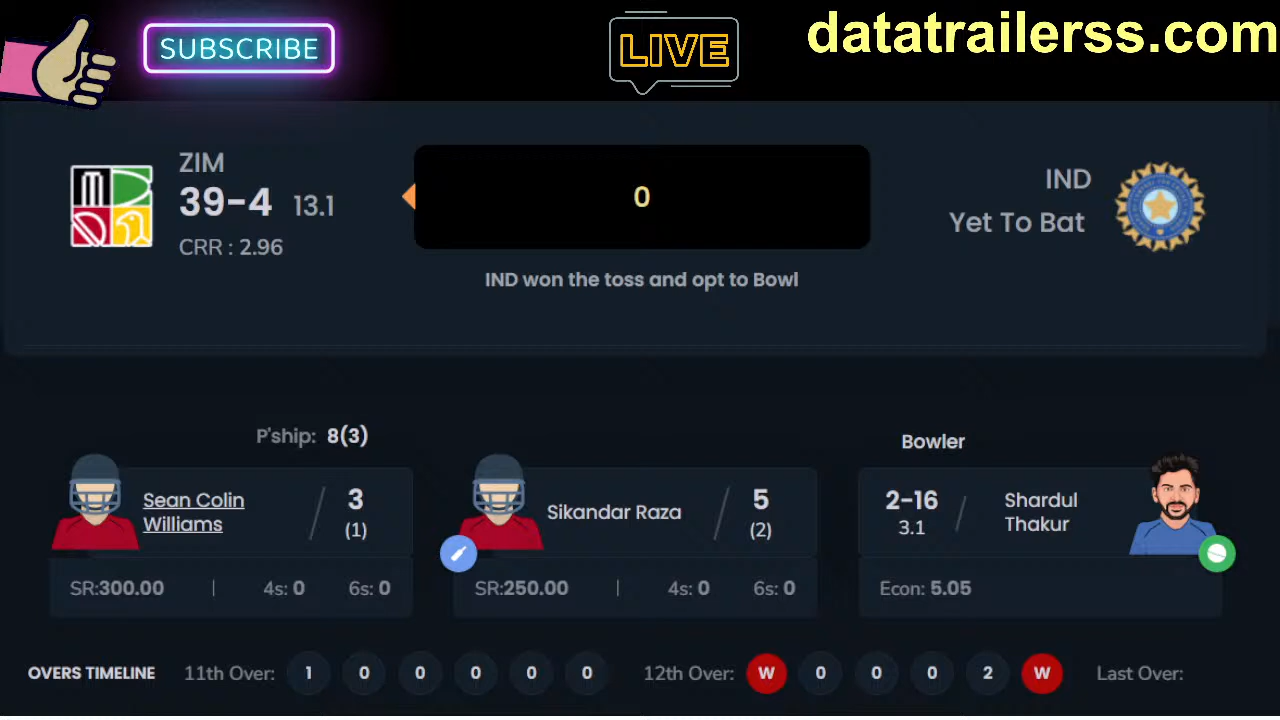 SUBSCRIBE
LIVE
datatrailerss.com
ZIM
39-4 13.1
CRR : 2.96
0
IND
Yet To Bat
IND won the toss and opt to Bowl
P'ship: 8(3)
Bowler
Sean Colin
Williams
3
(1)
Sikandar Raza
5
(2)
2-16
3.1
Shardul
Thakur
SR:300.00 | 4s: 0 6s: 0
SR:250.00 | 4s: 0 6s: 0
Econ: 5.05
OVERS TIMELINE 11th Over: 1 0 0 0 0 0 12th Over: W 0 0 0 2 W Last Over: